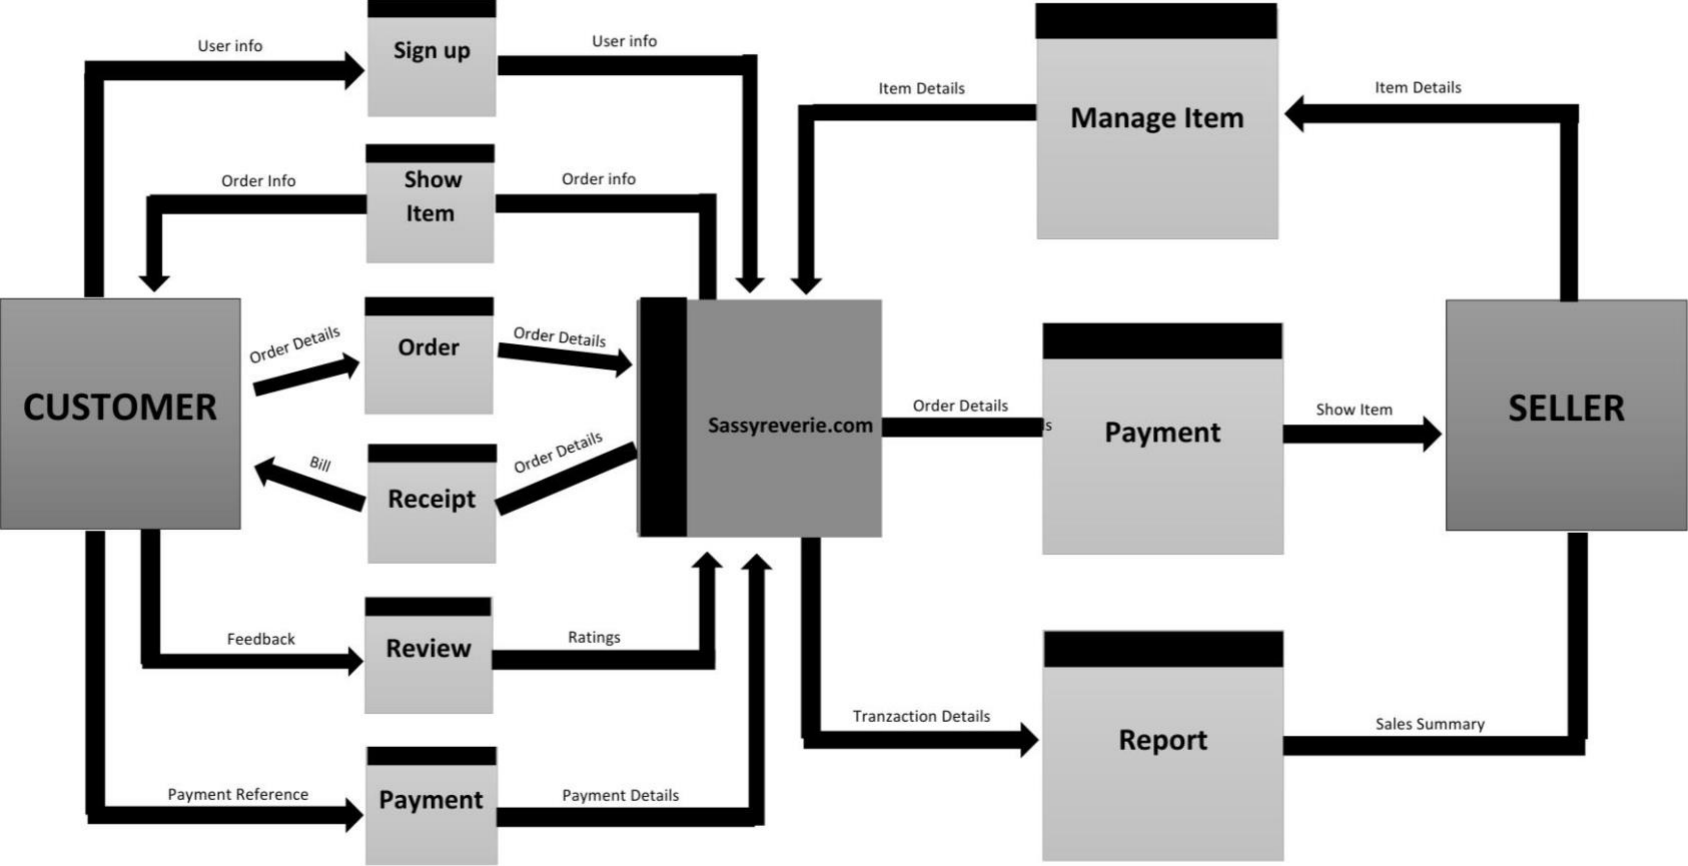 User info
Sign up
User info
Item Details
Manage Item
Item Details
Order Info
Show
Item
Order info
Order Details
Order
Order Details
CUSTOMER
Sassyreverie.com
Order Details
ls
Payment
Show Item
SELLER
Bill
Receipt
Order Details
Feedback
Review
Ratings
Tranzaction Details
Report
Sales Summary
Payment Reference
Payment
Payment Details